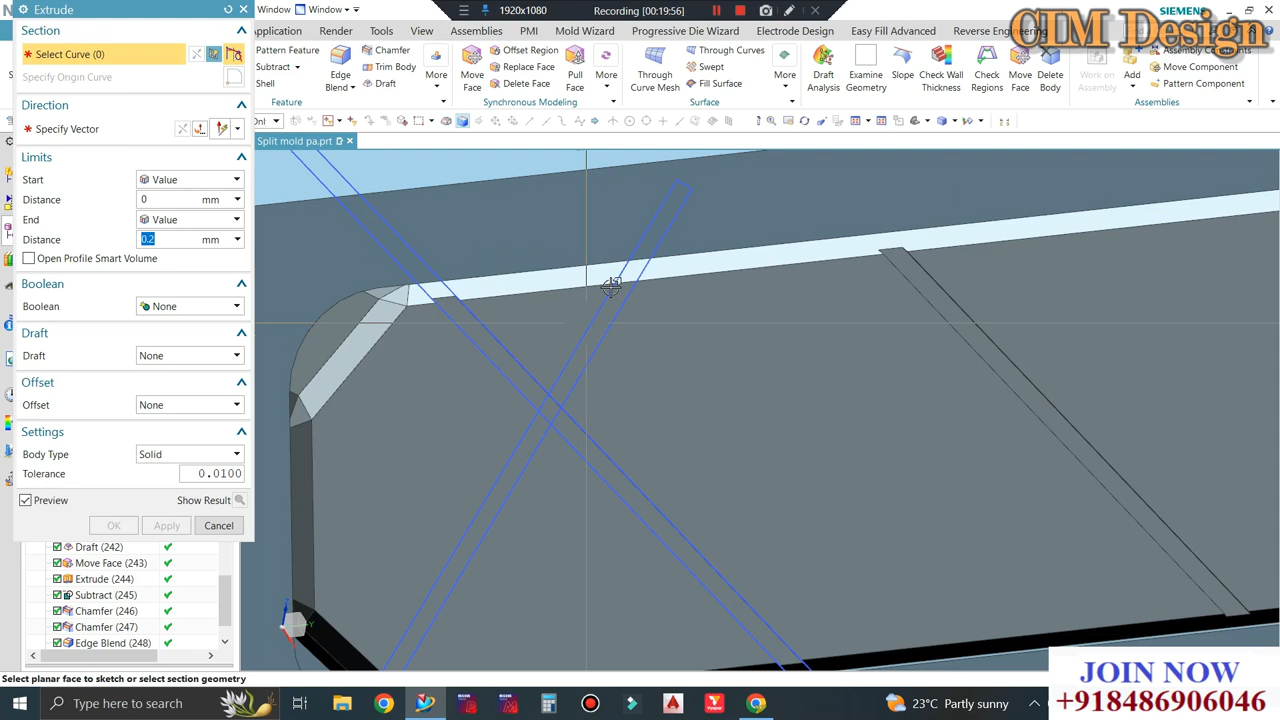 Extrude
Section
* Select Curve (0)
Specify Origin Curve
Direction
* Specify Vector
Limits
Start Value
Distance 0 mm
End Value
Distance 0.2 mm
Open Profile Smart Volume
Boolean
Boolean None
Draft
Draft None
Offset
Offset None
Settings
Body Type Solid
Tolerance 0.0100
Preview Show Result
OK Apply Cancel
Draft (242)
Move Face (243)
Extrude (244)
Subtract (245)
Chamfer (246)
Chamfer (247)
Edge Blend (248)
Window Window 1920x1080 Recording [00:19:56] SIEMENS
CIM Design
Application Render Tools View PMI Assemblies Mold Wizard Progressive Die Wizard Electrode Design Easy Fill Advanced Reverse Engineering
Pattern Feature
Subtract
Shell
Edge Blend
Chamfer
Trim Body
Draft
More
Feature
Move Face
Offset Region
Replace Face
Delete Face
Pull Face
More
Synchronous Modeling
Through Curve Mesh
Through Curves
Swept
Fill Surface
More
Surface
Draft Analysis
Examine Geometry
Slope
Check Wall Thickness
Check Regions
Move Face
Delete Body
Work on Assembly
Add
Assembly Constraints
Move Component
Pattern Component
Assemblies
Split mold pa.prt
Y
Select planar face to sketch or select section geometry
JOIN NOW
+918486906046
Type here to search
23°C Partly sunny